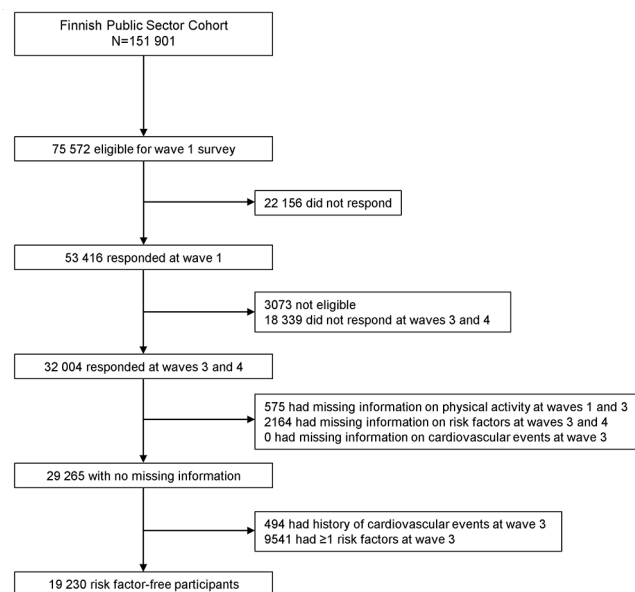 Finnish Public Sector Cohort
N=151 901
75 572 eligible for wave 1 survey
22 156 did not respond
53 416 responded at wave 1
3073 not eligible
18 339 did not respond at waves 3 and 4
32 004 responded at waves 3 and 4
575 had missing information on physical activity at waves 1 and 3
2164 had missing information on risk factors at waves 3 and 4
0 had missing information on cardiovascular events at wave 3
29 265 with no missing information
494 had history of cardiovascular events at wave 3
9541 had ≥1 risk factors at wave 3
19 230 risk factor-free participants